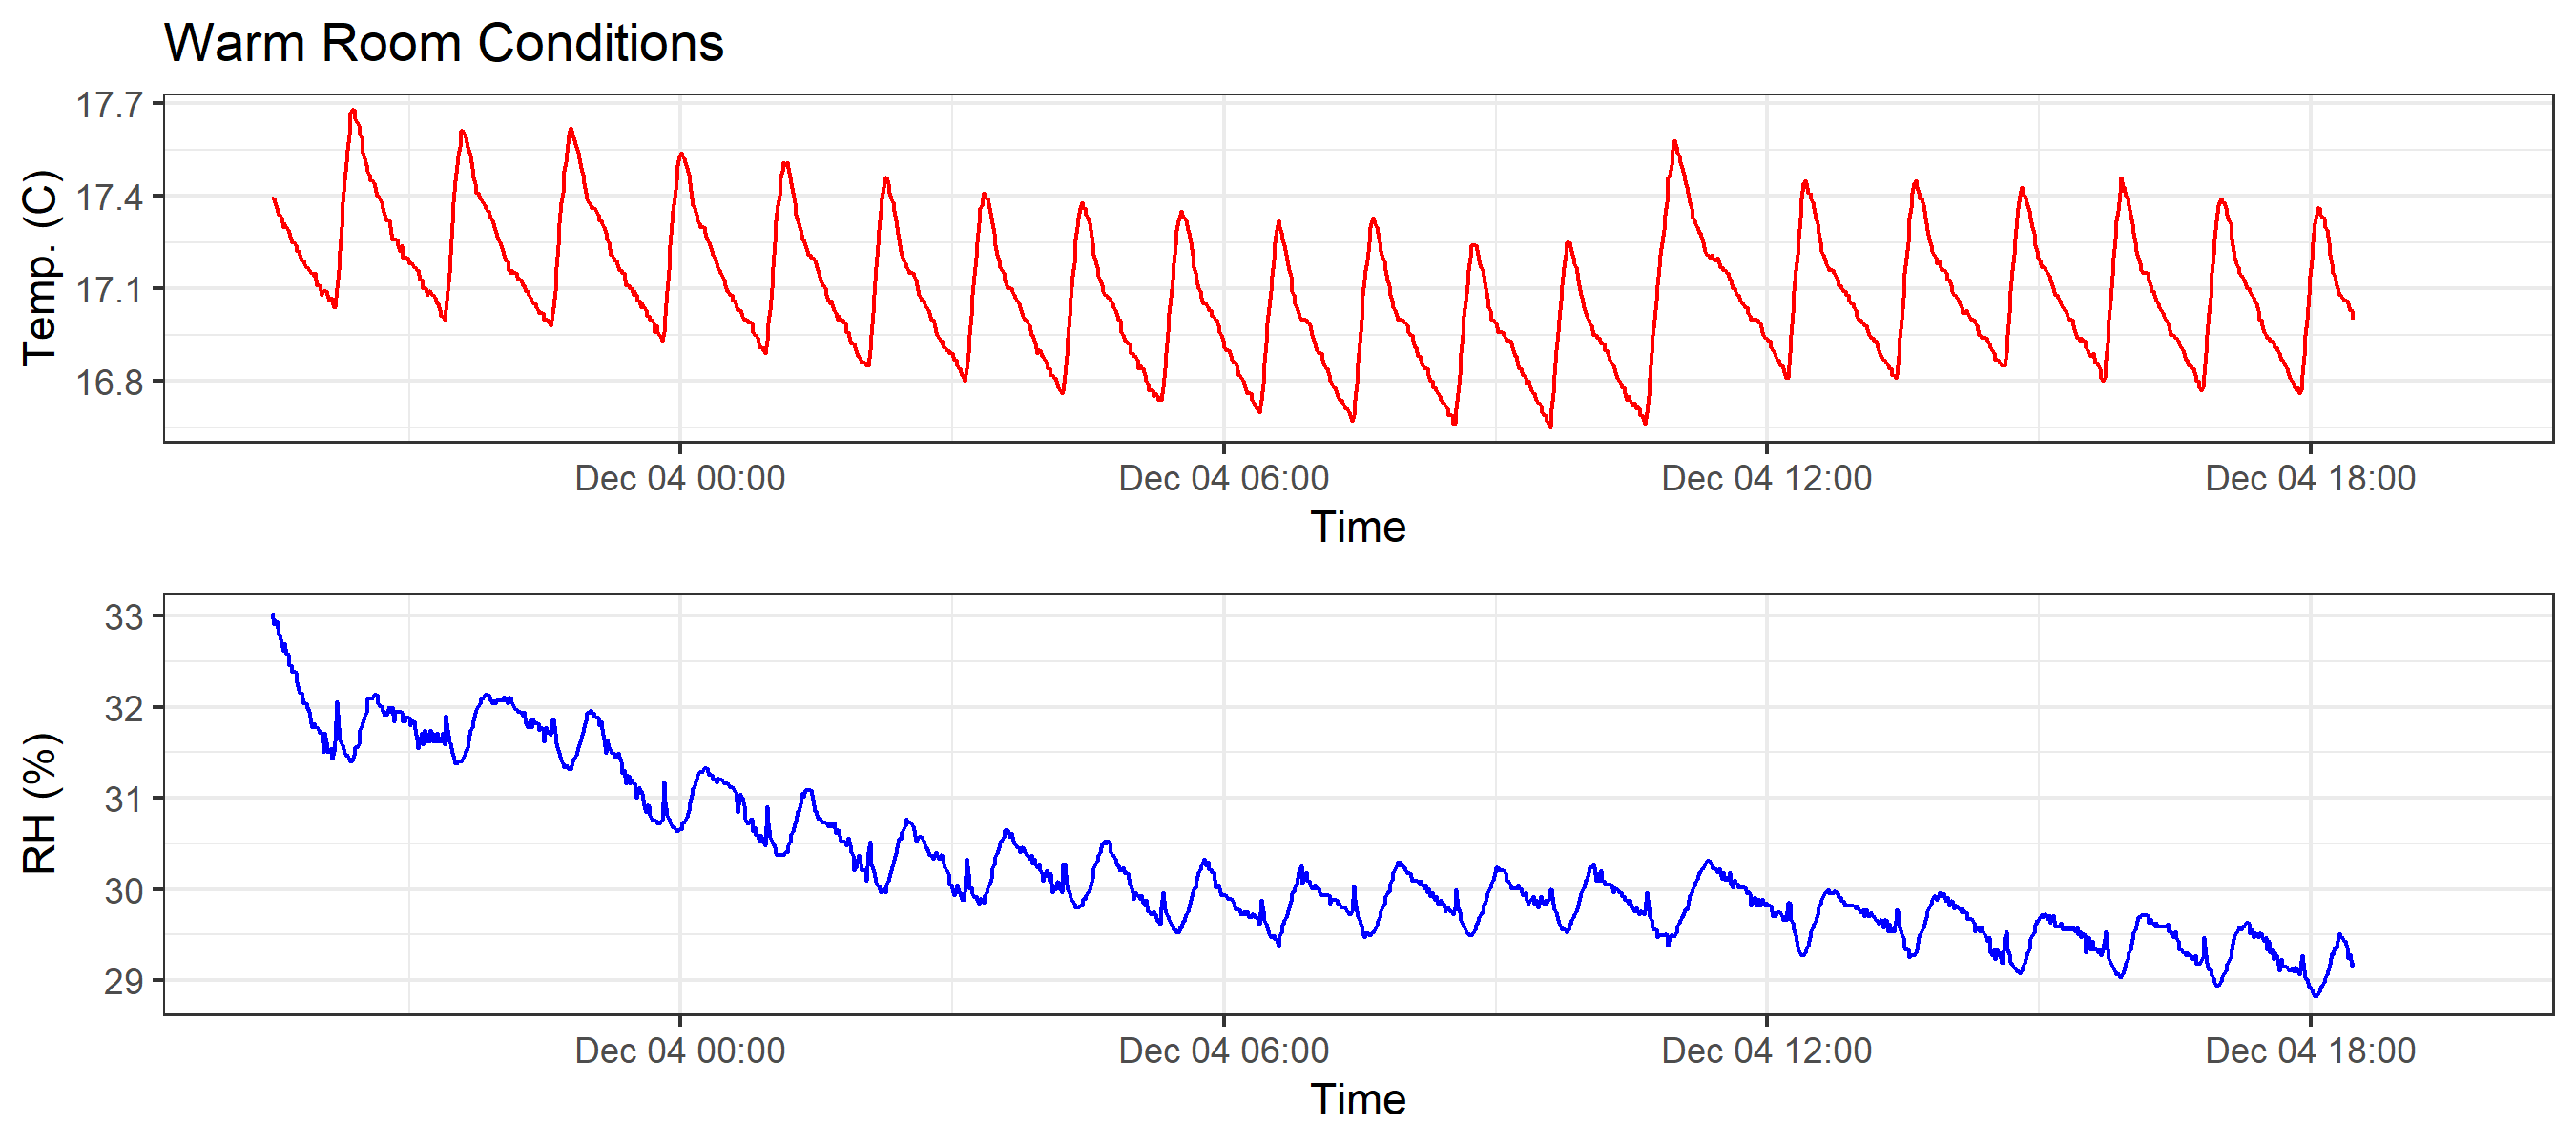 Warm Room Conditions
Temp. (C)
17.7
17.4
17.1
16.8
Dec 04 00:00 Dec 04 06:00 Dec 04 12:00 Dec 04 18:00
Time
RH (%)
33
32
31
30
29
Dec 04 00:00 Dec 04 06:00 Dec 04 12:00 Dec 04 18:00
Time